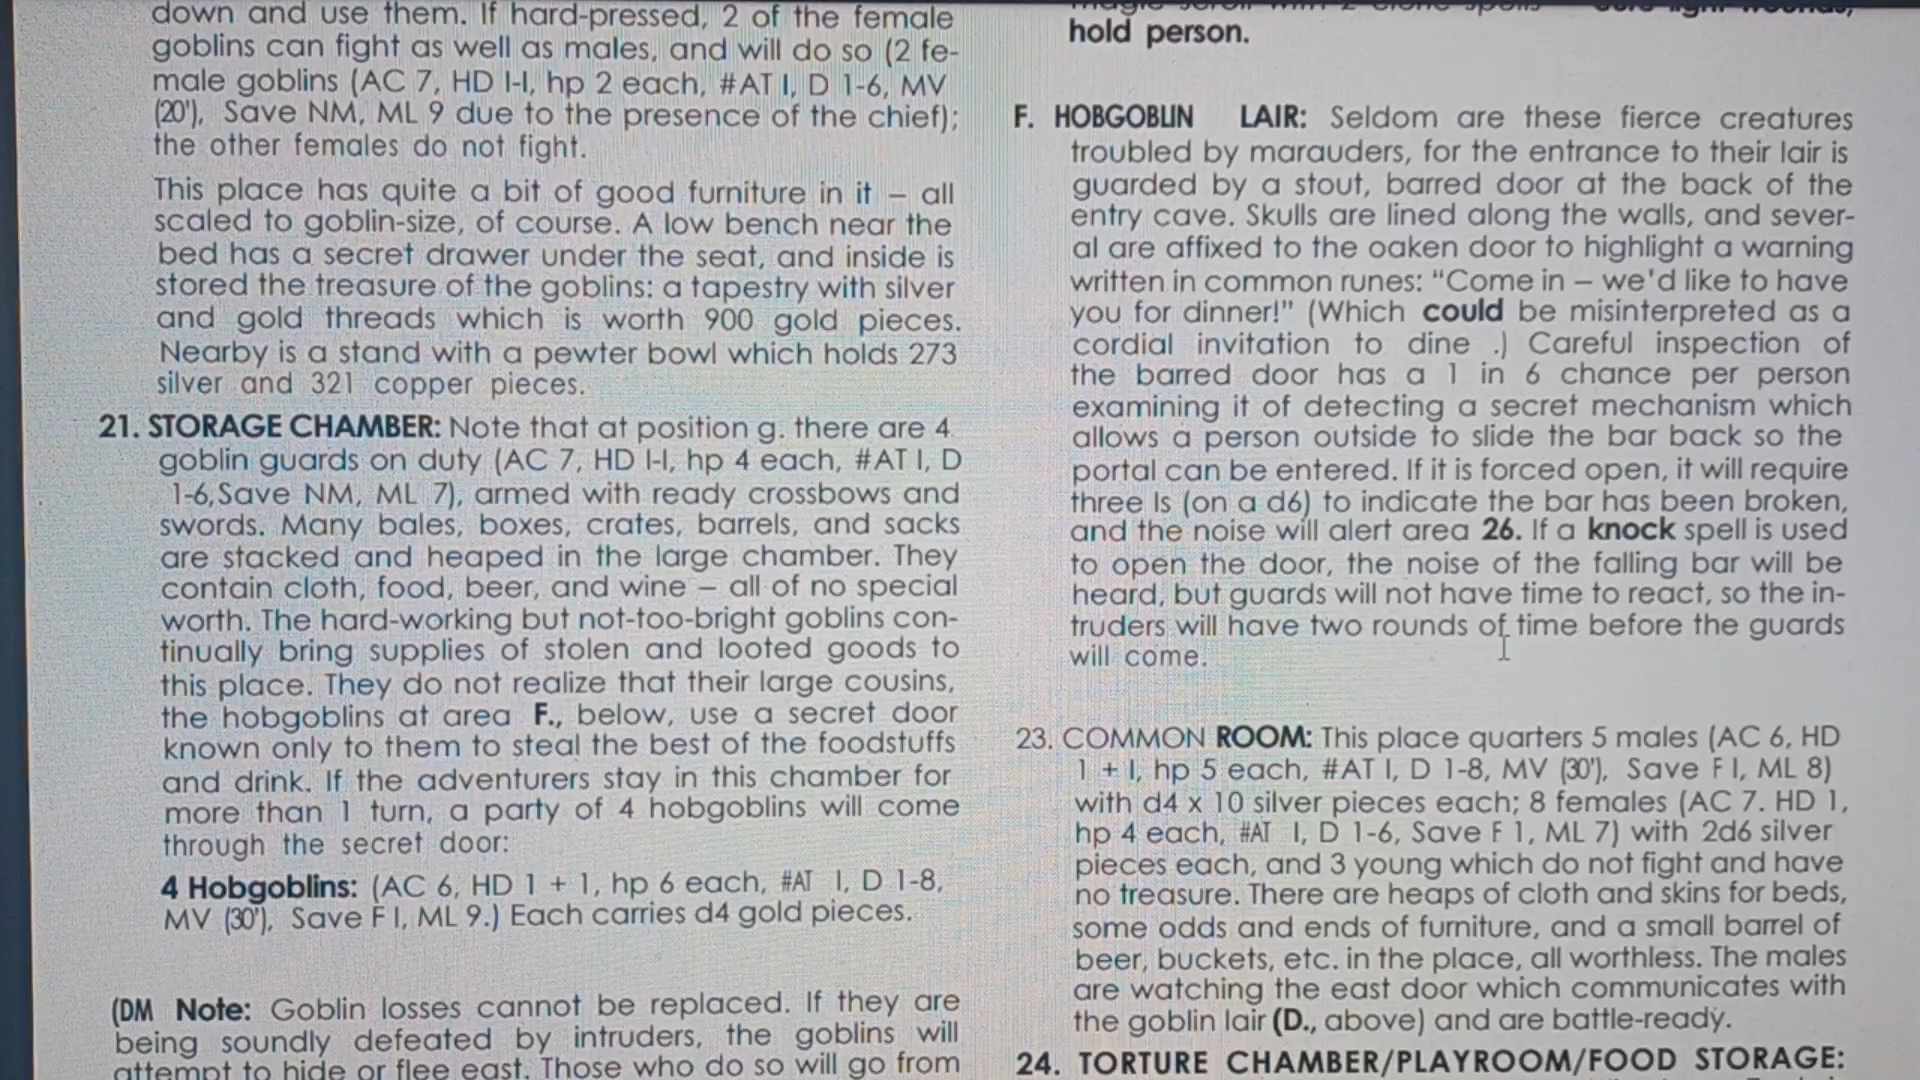 down and use them. If hard-pressed, 2 of the female
goblins can fight as well as males, and will do so (2 fe-
male goblins (AC 7, HD I-I, hp 2 each, #AT I, D 1-6, MV
(20'), Save NM, ML 9 due to the presence of the chief);
the other females do not fight.
This place has quite a bit of good furniture in it – all
scaled to goblin-size, of course. A low bench near the
bed has a secret drawer under the seat, and inside is
stored the treasure of the goblins: a tapestry with silver
and gold threads which is worth 900 gold pieces.
Nearby is a stand with a pewter bowl which holds 273
silver and 321 copper pieces.
21. STORAGE CHAMBER: Note that at position g. there are 4
goblin guards on duty (AC 7, HD I-I, hp 4 each, #AT I, D
1-6, Save NM, ML 7), armed with ready crossbows and
swords. Many bales, boxes, crates, barrels, and sacks
are stacked and heaped in the large chamber. They
contain cloth, food, beer, and wine – all of no special
worth. The hard-working but not-too-bright goblins con-
tinually bring supplies of stolen and looted goods to
this place. They do not realize that their large cousins,
the hobgoblins at area F., below, use a secret door
known only to them to steal the best of the foodstuffs
and drink. If the adventurers stay in this chamber for
more than 1 turn, a party of 4 hobgoblins will come
through the secret door:
4 Hobgoblins: (AC 6, HD 1 + 1, hp 6 each, #AT I, D 1-8,
MV (30'), Save F I, ML 9.) Each carries d4 gold pieces.
(DM Note: Goblin losses cannot be replaced. If they are
being soundly defeated by intruders, the goblins will
attempt to hide or flee east. Those who do so will go from
magic scroll with 2 cure light wounds,
hold person.
F. HOBGOBLIN LAIR: Seldom are these fierce creatures
troubled by marauders, for the entrance to their lair is
guarded by a stout, barred door at the back of the
entry cave. Skulls are lined along the walls, and sever-
al are affixed to the oaken door to highlight a warning
written in common runes: "Come in – we'd like to have
you for dinner!" (Which could be misinterpreted as a
cordial invitation to dine .) Careful inspection of
the barred door has a 1 in 6 chance per person
examining it of detecting a secret mechanism which
allows a person outside to slide the bar back so the
portal can be entered. If it is forced open, it will require
three Is (on a d6) to indicate the bar has been broken,
and the noise will alert area 26. If a knock spell is used
to open the door, the noise of the falling bar will be
heard, but guards will not have time to react, so the in-
truders will have two rounds of time before the guards
will come.
23. COMMON ROOM: This place quarters 5 males (AC 6, HD
1 + I, hp 5 each, #AT I, D 1-8, MV (30'), Save F I, ML 8)
with d4 x 10 silver pieces each; 8 females (AC 7. HD 1,
hp 4 each, #AT I, D 1-6, Save F 1, ML 7) with 2d6 silver
pieces each, and 3 young which do not fight and have
no treasure. There are heaps of cloth and skins for beds,
some odds and ends of furniture, and a small barrel of
beer, buckets, etc. in the place, all worthless. The males
are watching the east door which communicates with
the goblin lair (D., above) and are battle-ready.
24. TORTURE CHAMBER/PLAYROOM/FOOD STORAGE: